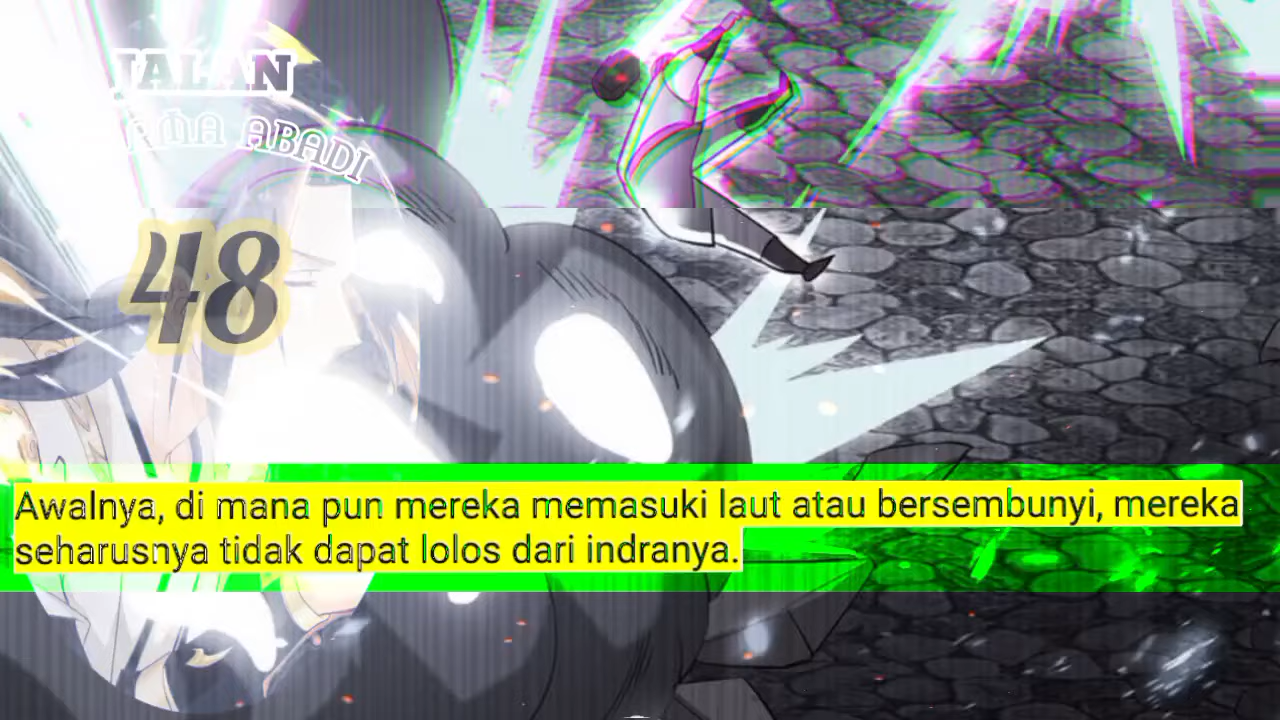 JALAN
ABADI
48
Awalnya, di mana pun mereka memasuki laut atau bersembunyi, mereka
seharusnya tidak dapat lolos dari indranya.